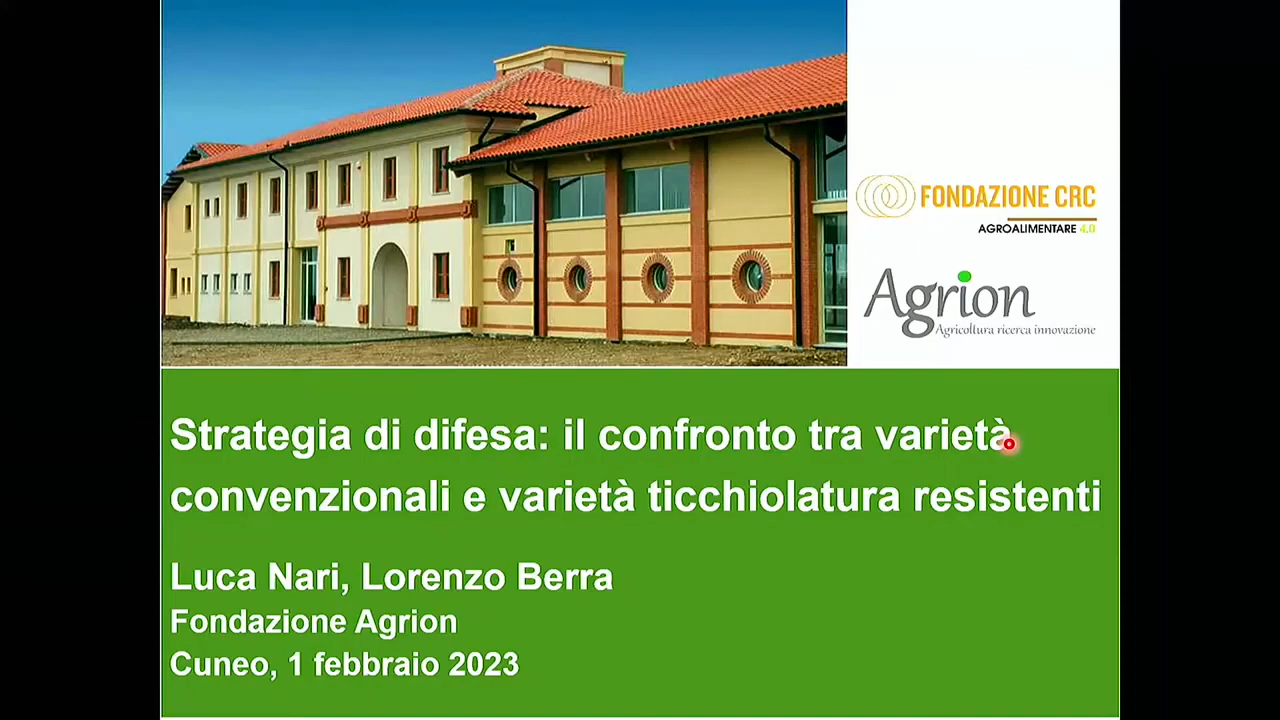 FONDAZIONE CRC
AGROALIMENTARE 4.0
Agrion
Agricoltura ricerca innovazione
Strategia di difesa: il confronto tra varietà
convenzionali e varietà ticchiolatura resistenti
Luca Nari, Lorenzo Berra
Fondazione Agrion
Cuneo, 1 febbraio 2023